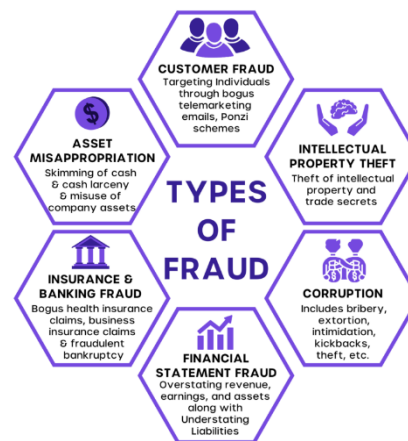 CUSTOMER FRAUD
Targeting Individuals
through bogus
telemarketing
emails, Ponzi
schemes
ASSET
MISAPPROPRIATION
Skimming of cash
& cash larceny
& misuse of
company assets
INTELLECTUAL
PROPERTY THEFT
Theft of intellectual
property and
trade secrets
TYPES
OF
FRAUD
INSURANCE &
BANKING FRAUD
Bogus health insurance
claims, business
insurance claims
& fraudulent
bankruptcy
CORRUPTION
Includes bribery,
extortion,
intimidation,
kickbacks,
theft, etc.
FINANCIAL
STATEMENT FRAUD
Overstating revenue,
earnings, and assets
along with
Understating
Liabilities